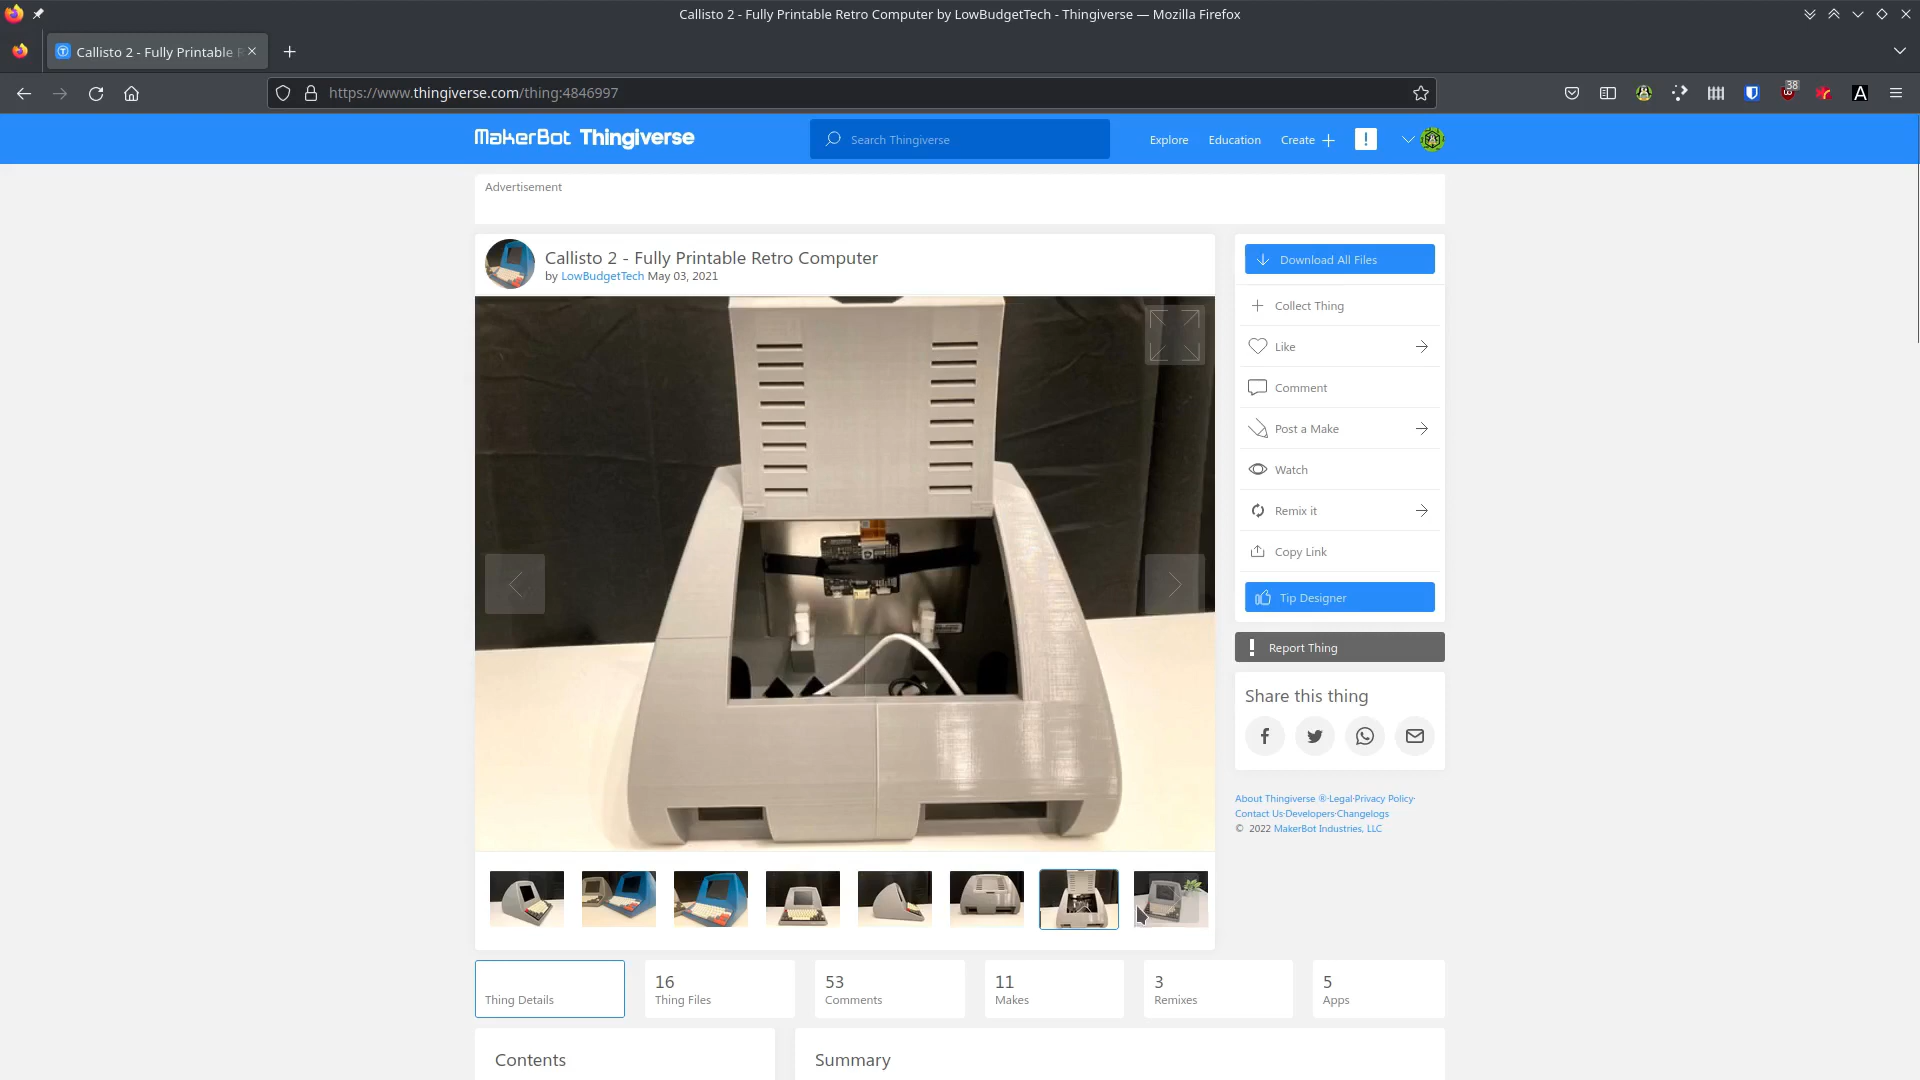 Callisto 2 - Fully Printable Retro Computer by LowBudgetTech - Thingiverse — Mozilla Firefox
Callisto 2 - Fully Printable
https://www.thingiverse.com/thing:4846997
38
A
MakerBot Thingiverse
Search Thingiverse
Explore
Education
Create
Advertisement
Callisto 2 - Fully Printable Retro Computer
by LowBudgetTech May 03, 2021
Download All Files
Collect Thing
Like
Comment
Post a Make
Watch
Remix it
Copy Link
Tip Designer
Report Thing
Share this thing
About Thingiverse ®·Legal·Privacy Policy·
Contact Us·Developers·Changelogs
© 2022 MakerBot Industries, LLC
Thing Details
16
Thing Files
53
Comments
11
Makes
3
Remixes
5
Apps
Contents
Summary